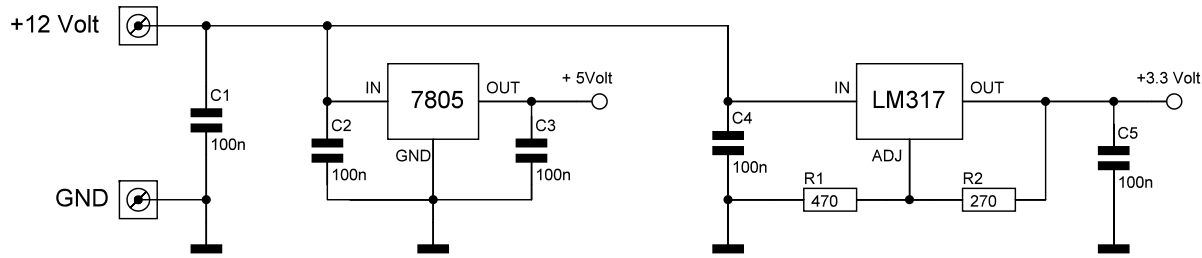 +12 Volt
GND
C1
100n
IN
7805
OUT
GND
+ 5Volt
C2
100n
C3
100n
IN
LM317
OUT
ADJ
+3.3 Volt
C4
100n
R1
470
R2
270
C5
100n